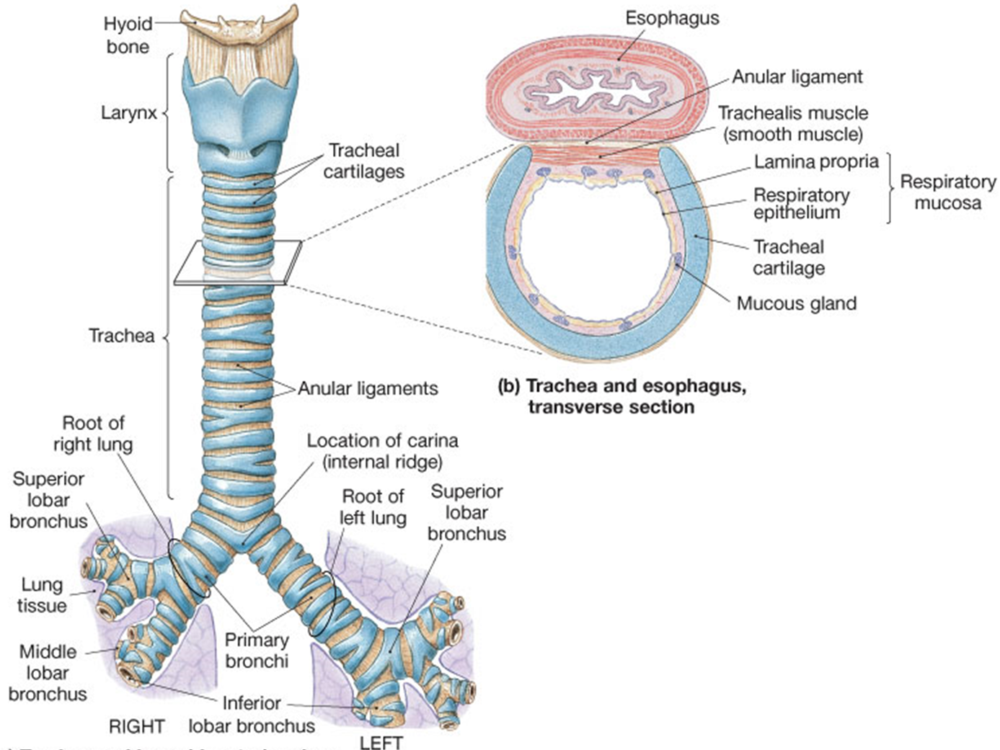 Hyoid
bone
Larynx
Tracheal
cartilages
Trachea
Anular ligaments
Root of
right lung
Location of carina
(internal ridge)
Superior
lobar
bronchus
Root of
left lung
Superior
lobar
bronchus
Lung
tissue
Primary
bronchi
Middle
lobar
bronchus
Inferior
lobar bronchus
RIGHT
LEFT
Esophagus
Anular ligament
Trachealis muscle
(smooth muscle)
Lamina propria
Respiratory
epithelium
Respiratory
mucosa
Tracheal
cartilage
Mucous gland
(b) Trachea and esophagus,
transverse section